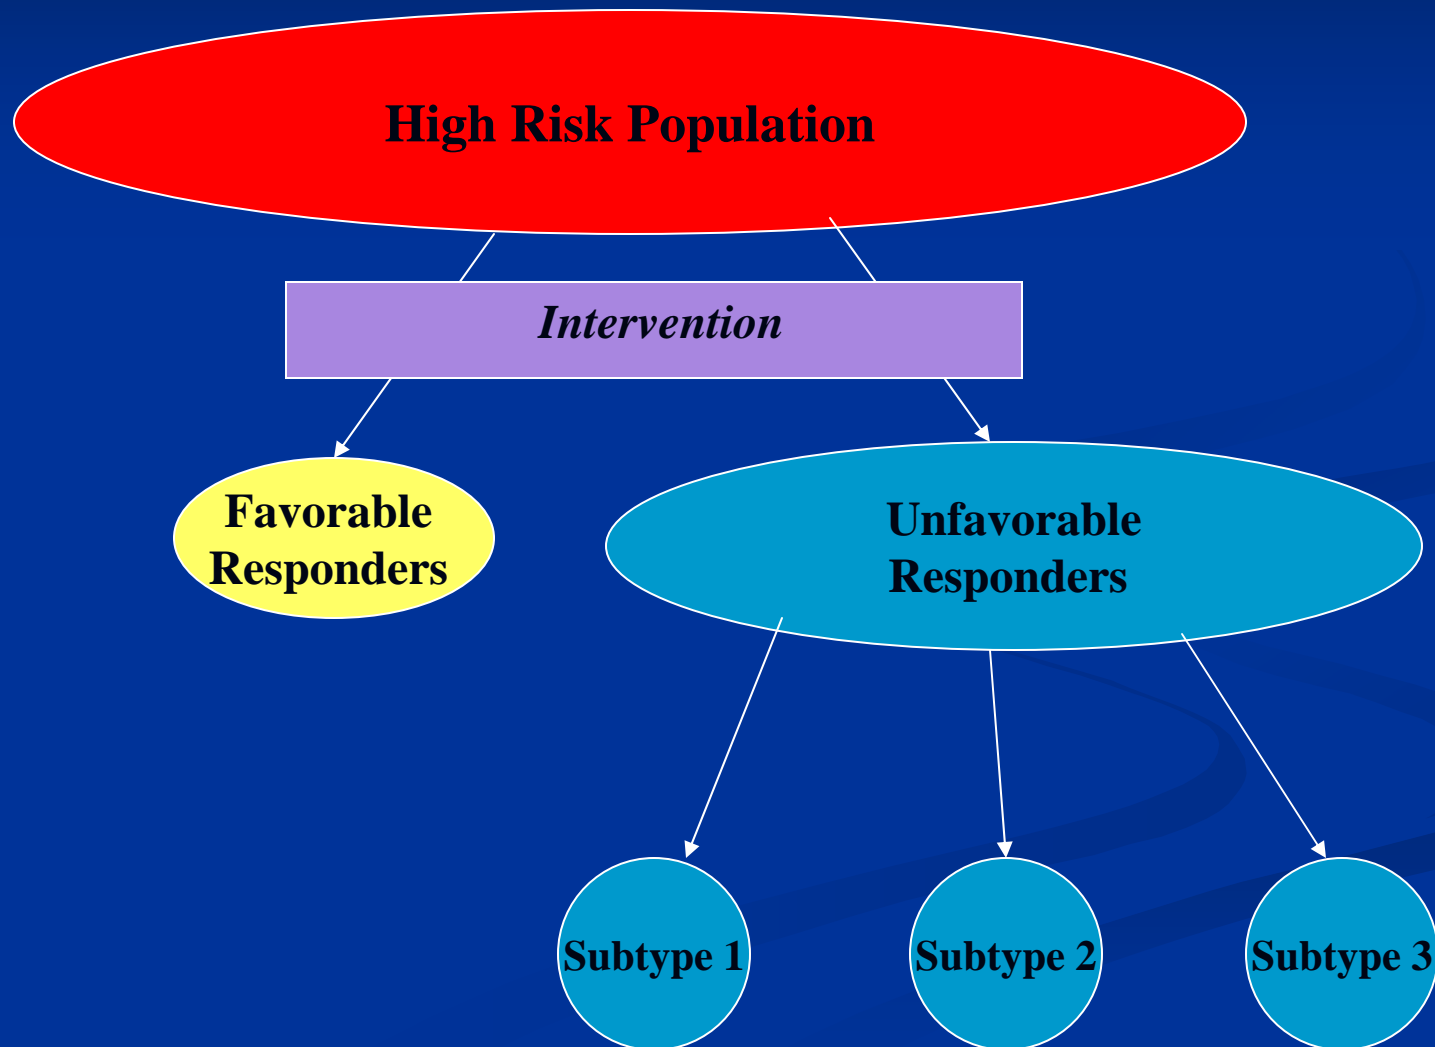 High Risk Population
Intervention
Favorable
Responders
Unfavorable
Responders
Subtype 1
Subtype 2
Subtype 3